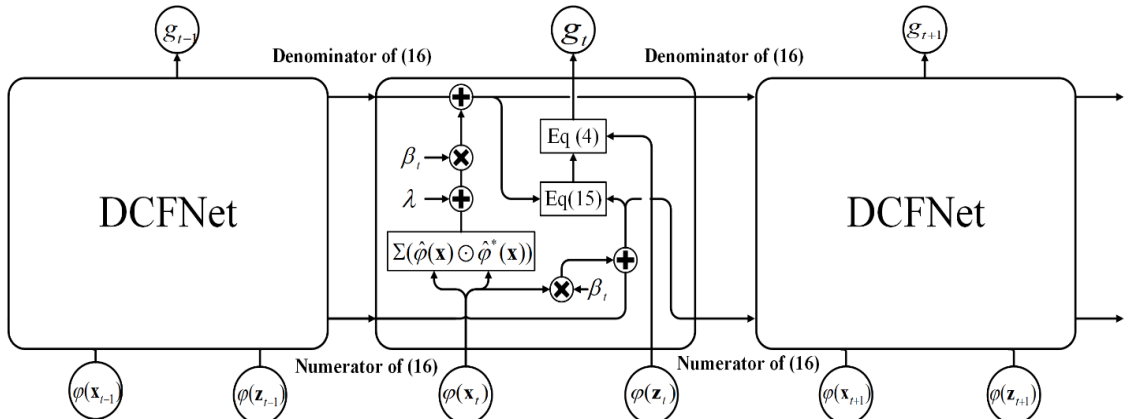 g_{t-1}
g_t
g_{t+1}
Denominator of (16)
Denominator of (16)
DCFNet
β_t
λ
Σ(φ̂(x) ⊙ φ̂*(x))
Eq (4)
Eq(15)
β_t
DCFNet
Numerator of (16)
Numerator of (16)
φ(x_{t-1})
φ(z_{t-1})
φ(x_t)
φ(z_t)
φ(x_{t+1})
φ(z_{t+1})